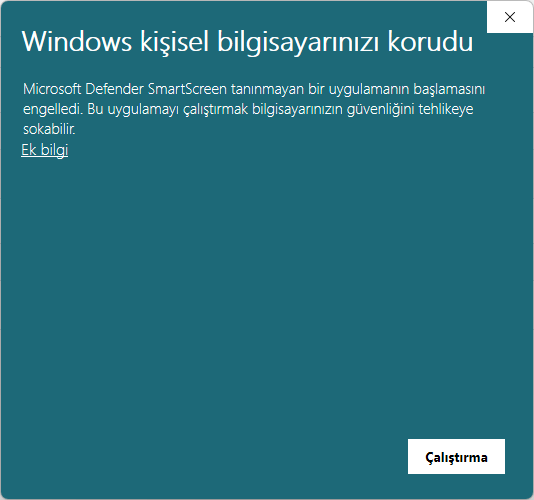 Windows kişisel bilgisayarınızı korudu
Microsoft Defender SmartScreen tanınmayan bir uygulamanın başlamasını
engelledi. Bu uygulamayı çalıştırmak bilgisayarınızın güvenliğini tehlikeye
sokabilir.
Ek bilgi
Çalıştırma